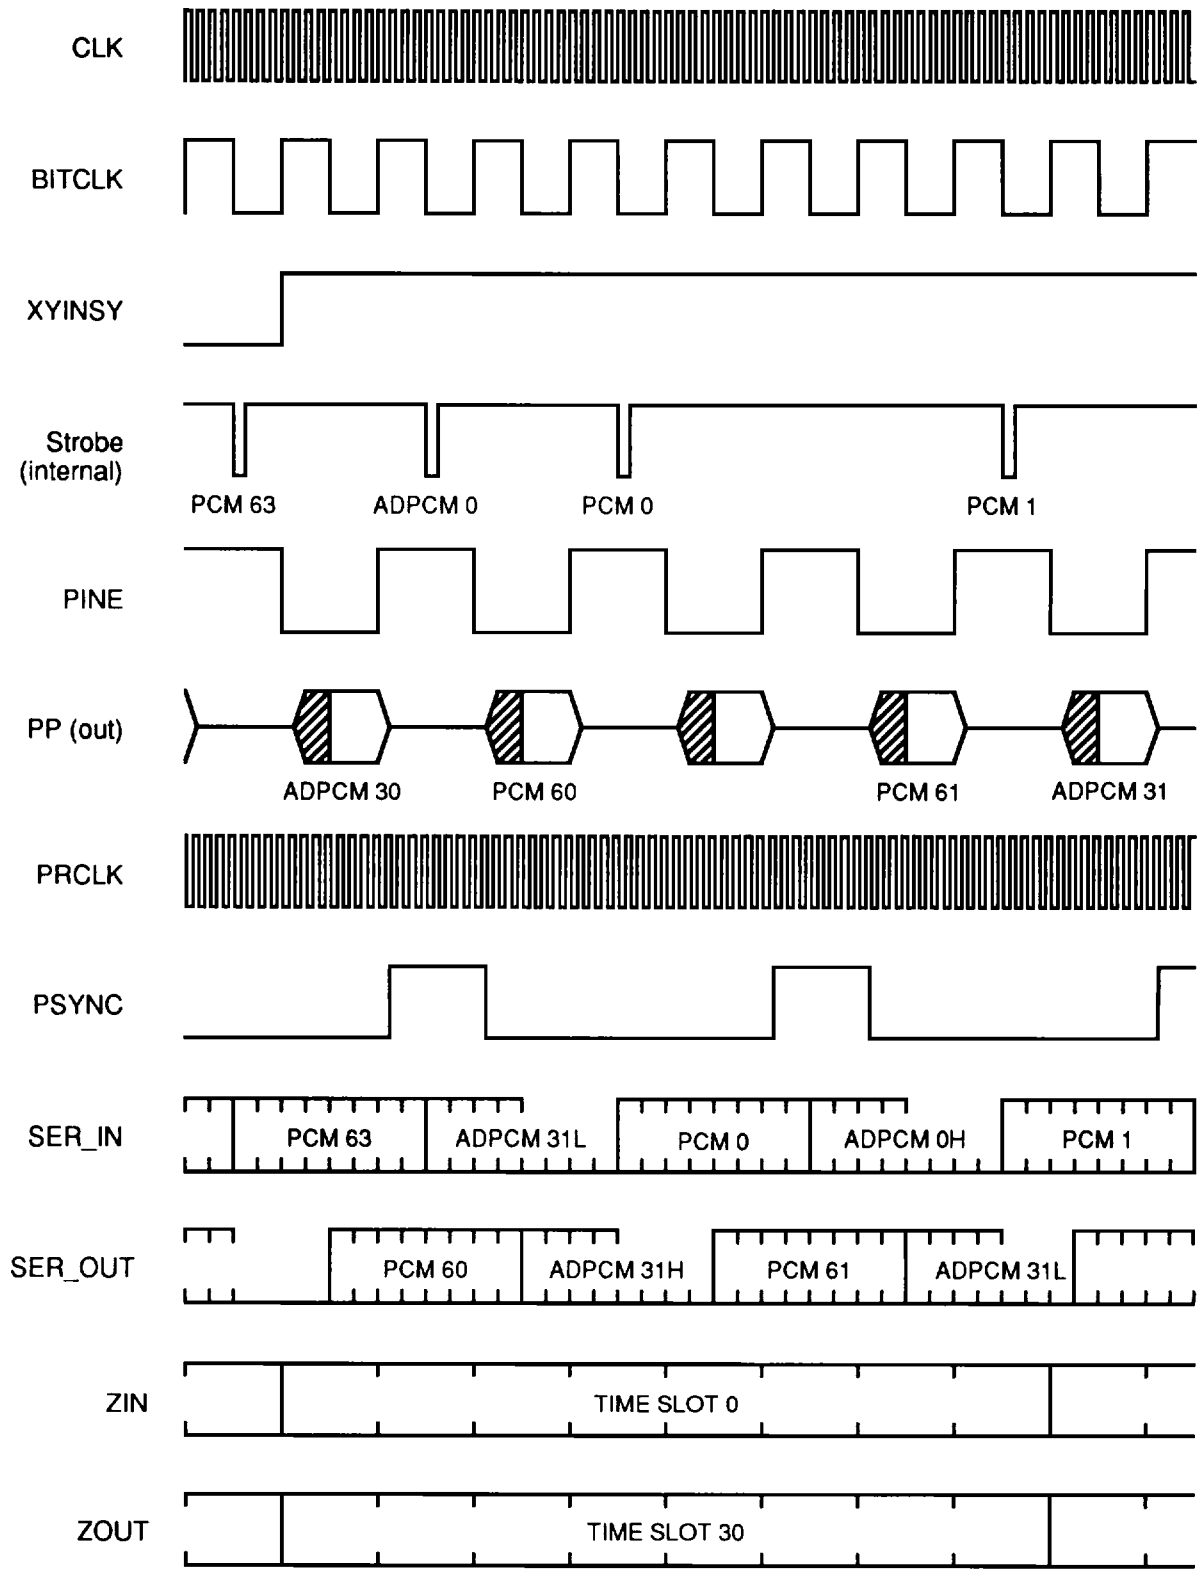 CLK
BITCLK
XYINSY
Strobe
(internal)
PCM 63 ADPCM 0 PCM 0 PCM 1
PINE
PP (out)
ADPCM 30 PCM 60 PCM 61 ADPCM 31
PRCLK
PSYNC
SER_IN PCM 63 ADPCM 31L PCM 0 ADPCM 0H PCM 1
SER_OUT PCM 60 ADPCM 31H PCM 61 ADPCM 31L
ZIN TIME SLOT 0
ZOUT TIME SLOT 30